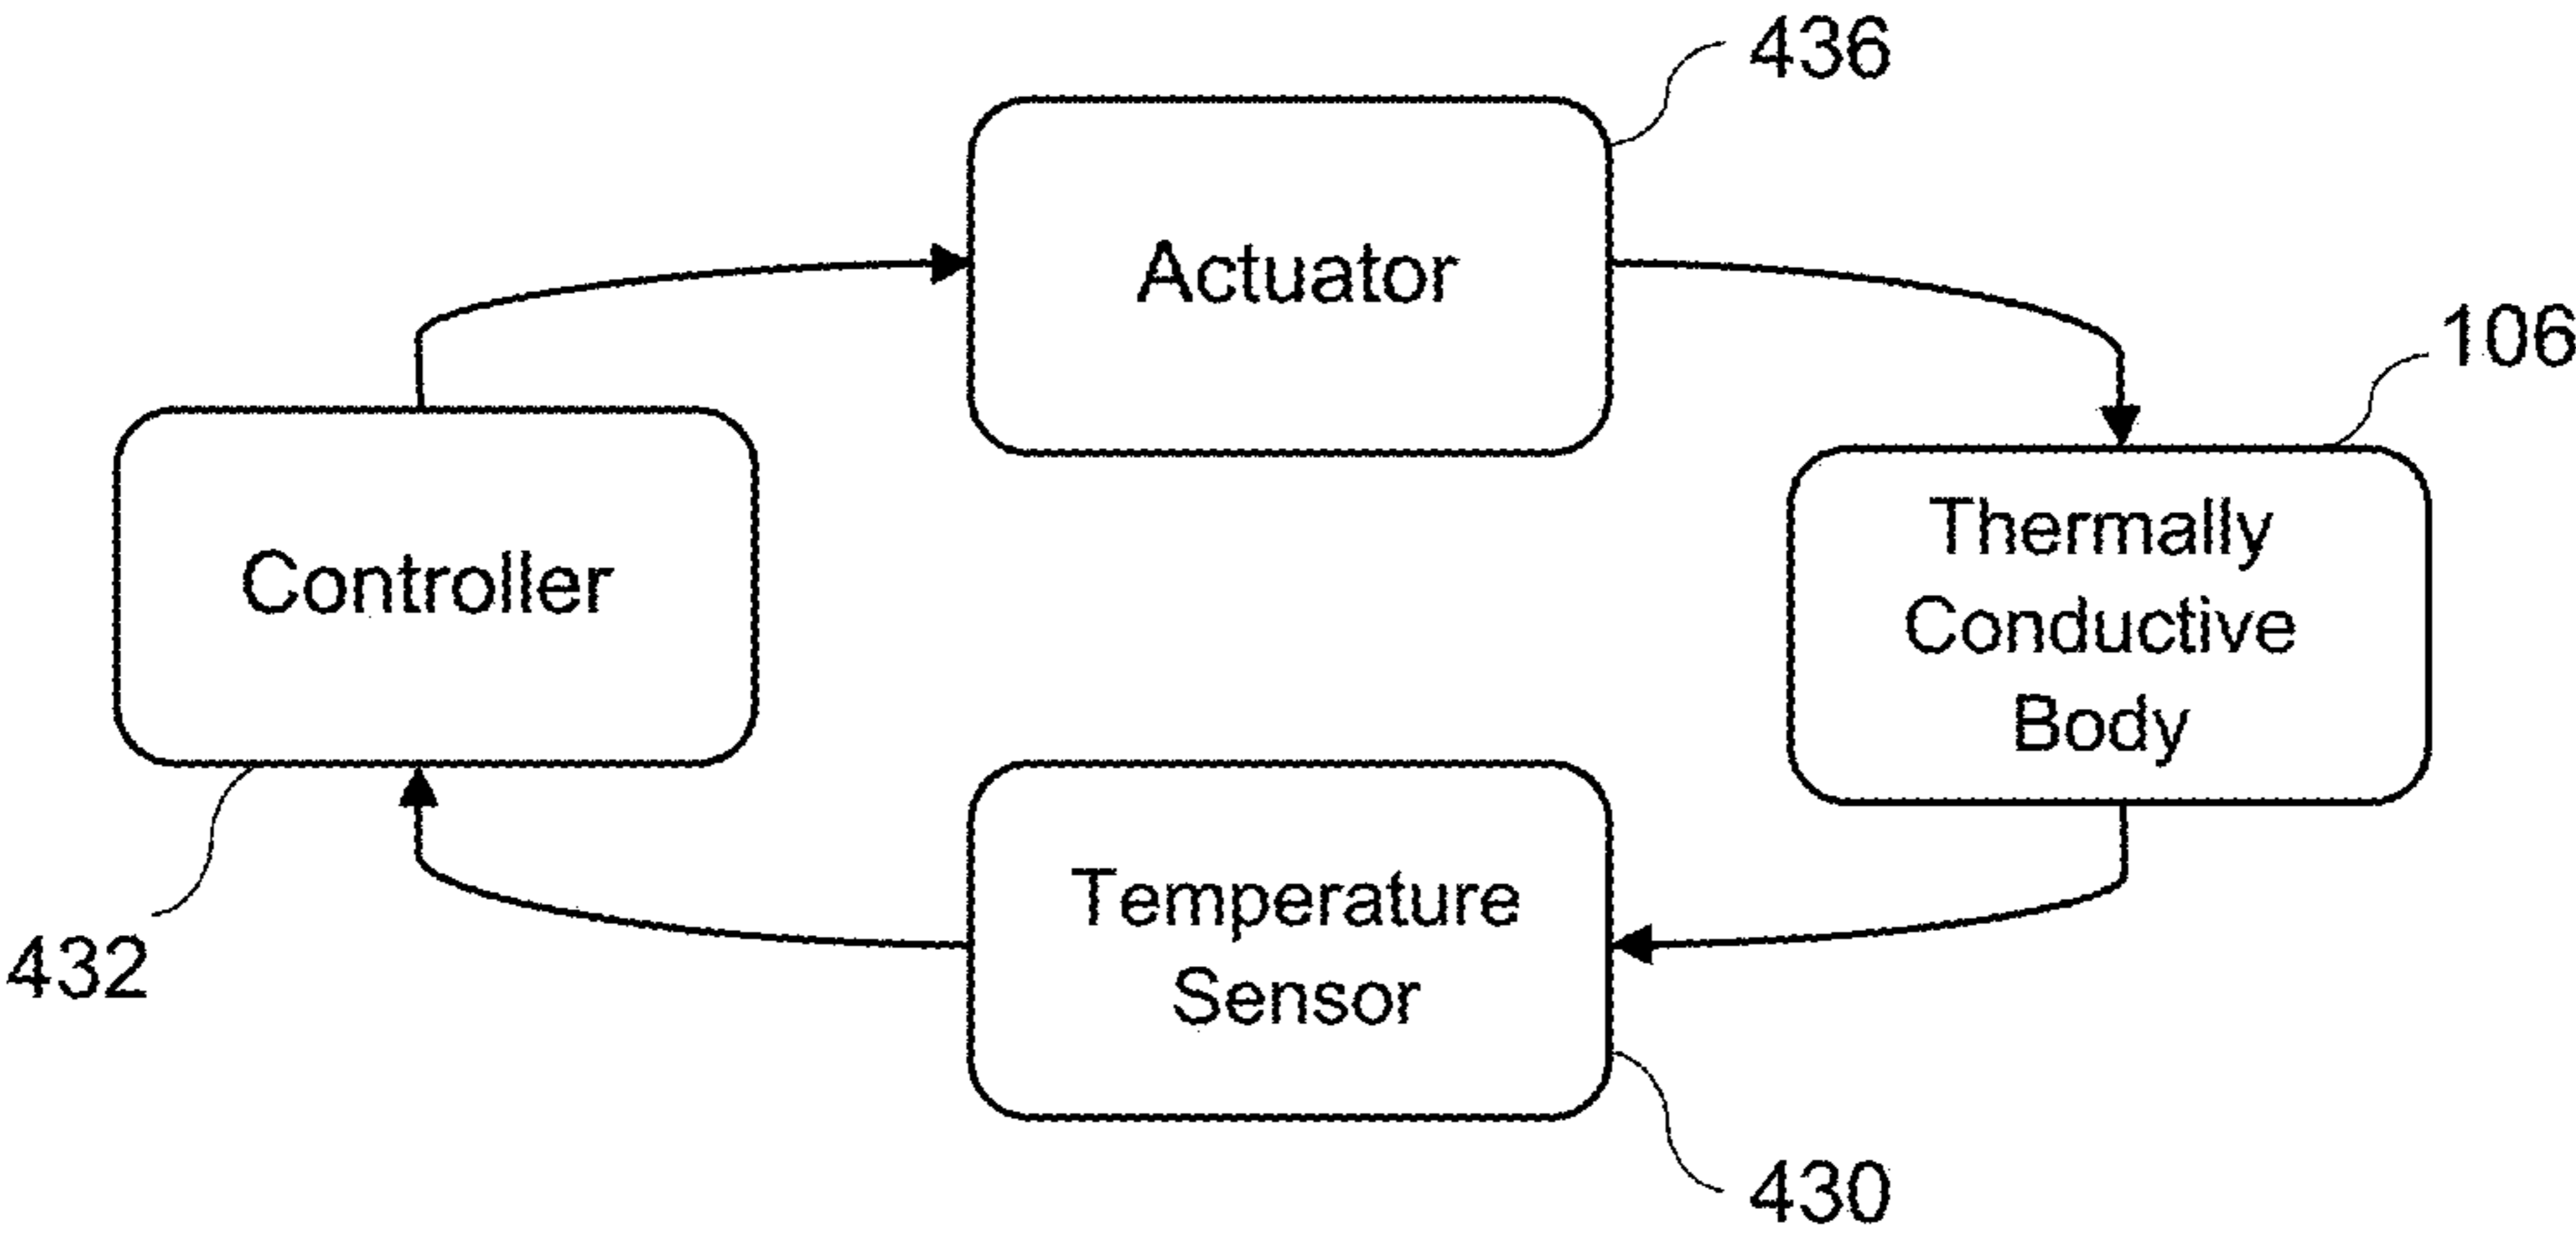 436
Actuator
106
Thermally
Conductive
Body
Controller
432
Temperature
Sensor
430